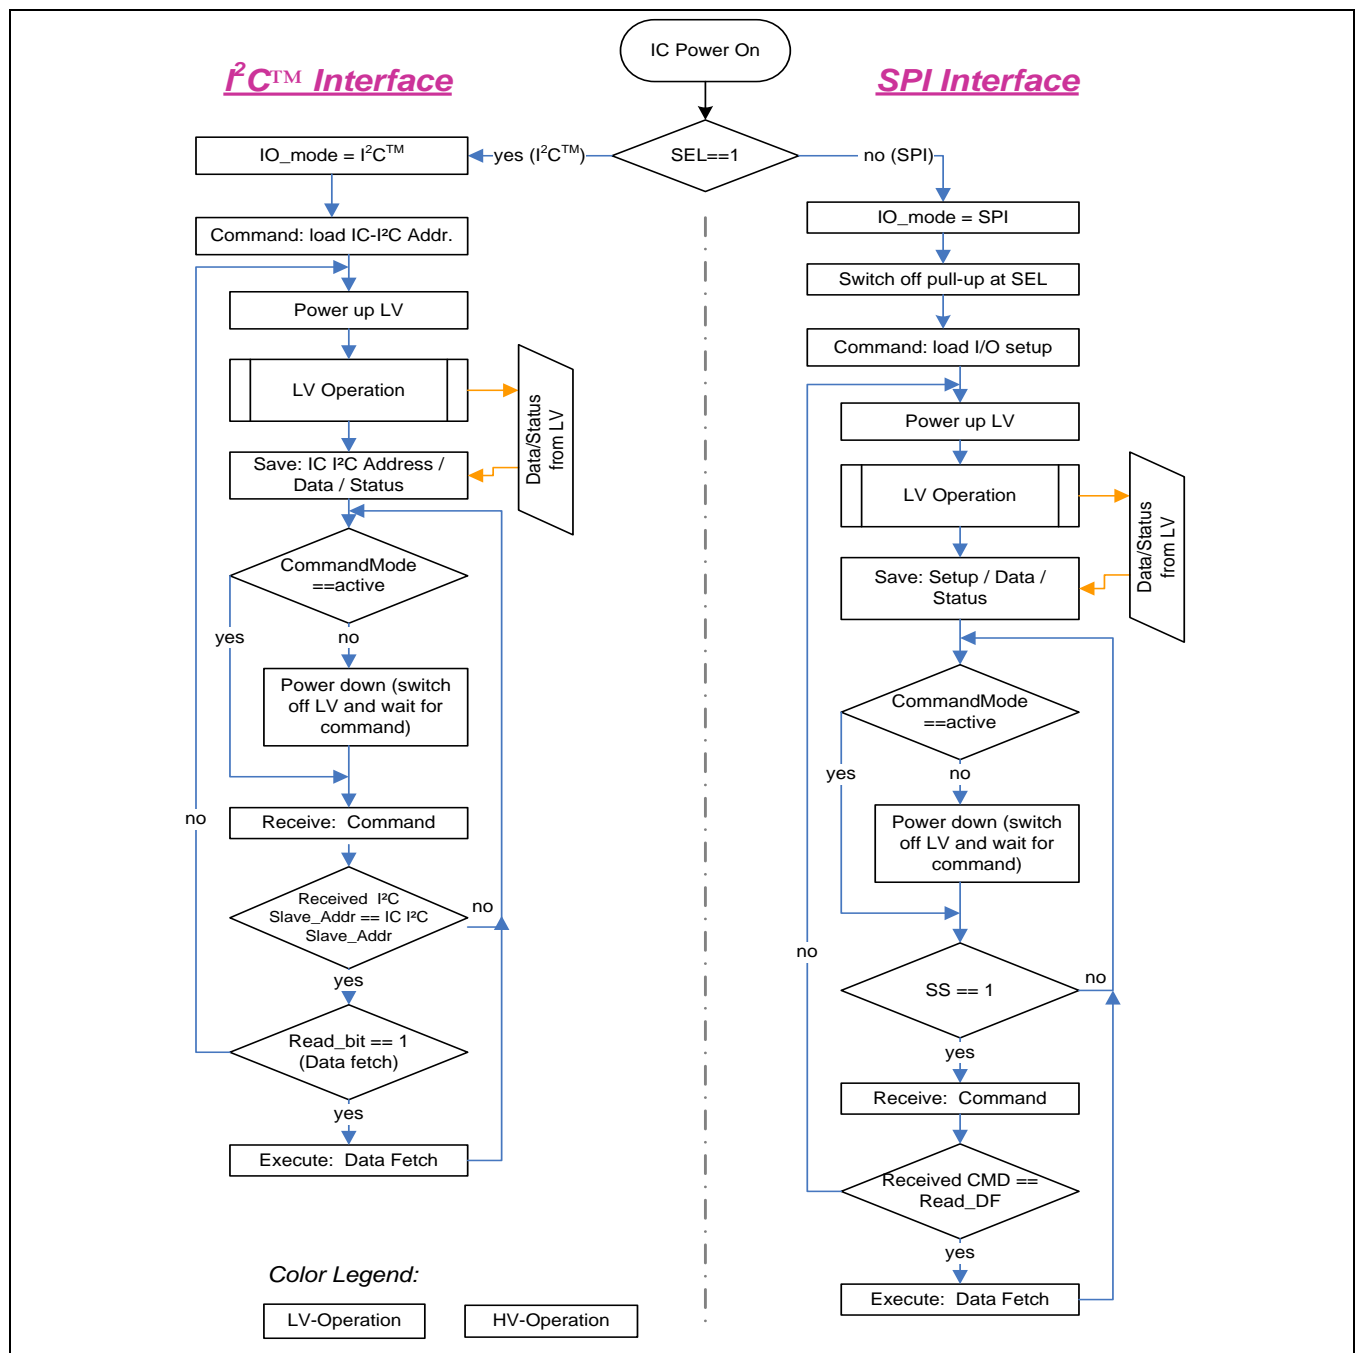 IC Power On
I²C™ Interface
SPI Interface
SEL==1
yes (I²C™)
no (SPI)
IO_mode = I²C™
Command: load IC-I²C Addr.
Power up LV
LV Operation
Data/Status
from LV
Save: IC I²C Address /
Data / Status
CommandMode
==active
yes
no
Power down (switch
off LV and wait for
command)
Receive: Command
no
Received I²C
Slave_Addr == IC I²C
Slave_Addr
no
yes
Read_bit == 1
(Data fetch)
yes
Execute: Data Fetch
IO_mode = SPI
Switch off pull-up at SEL
Command: load I/O setup
Power up LV
LV Operation
Data/Status
from LV
Save: Setup / Data /
Status
CommandMode
==active
yes
no
Power down (switch
off LV and wait for
command)
no
SS == 1
no
yes
Receive: Command
Received CMD ==
Read_DF
yes
Execute: Data Fetch
Color Legend:
LV-Operation
HV-Operation